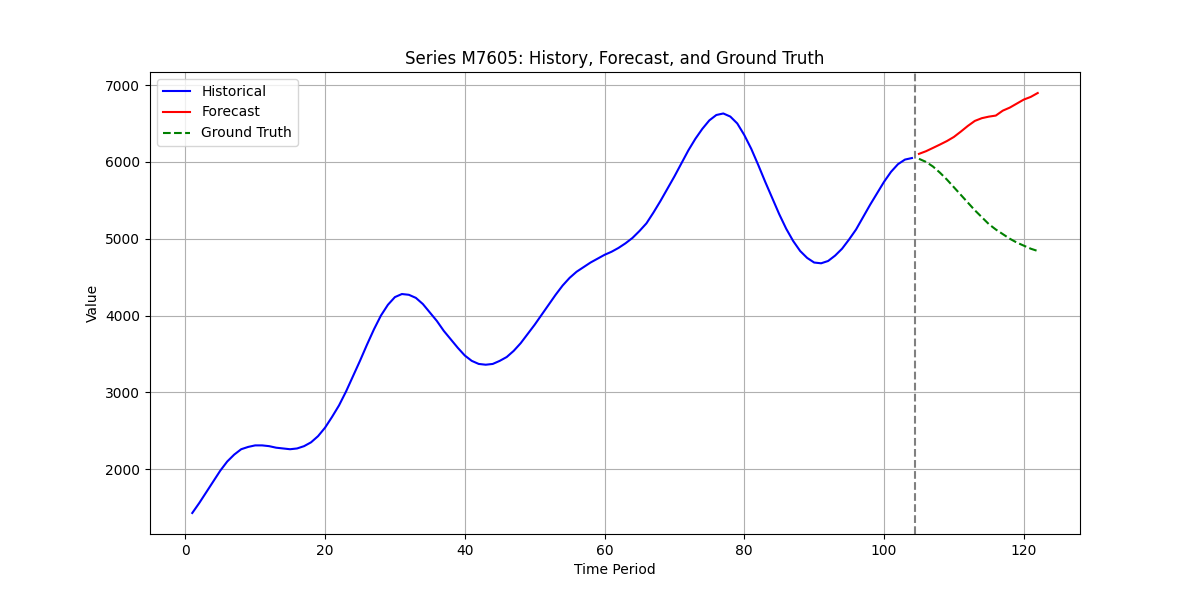 Series M7605: History, Forecast, and Ground Truth
Historical
Forecast
Ground Truth
7000
6000
5000
4000
3000
2000
Value
0 20 40 60 80 100 120
Time Period